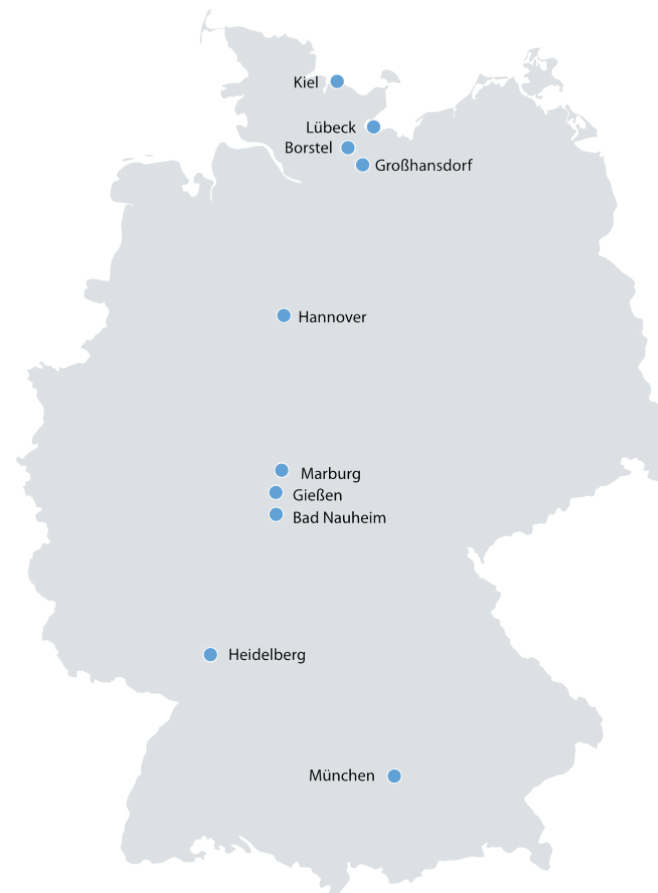 Kiel
Lübeck
Borstel
Großhansdorf
Hannover
Marburg
Gießen
Bad Nauheim
Heidelberg
München